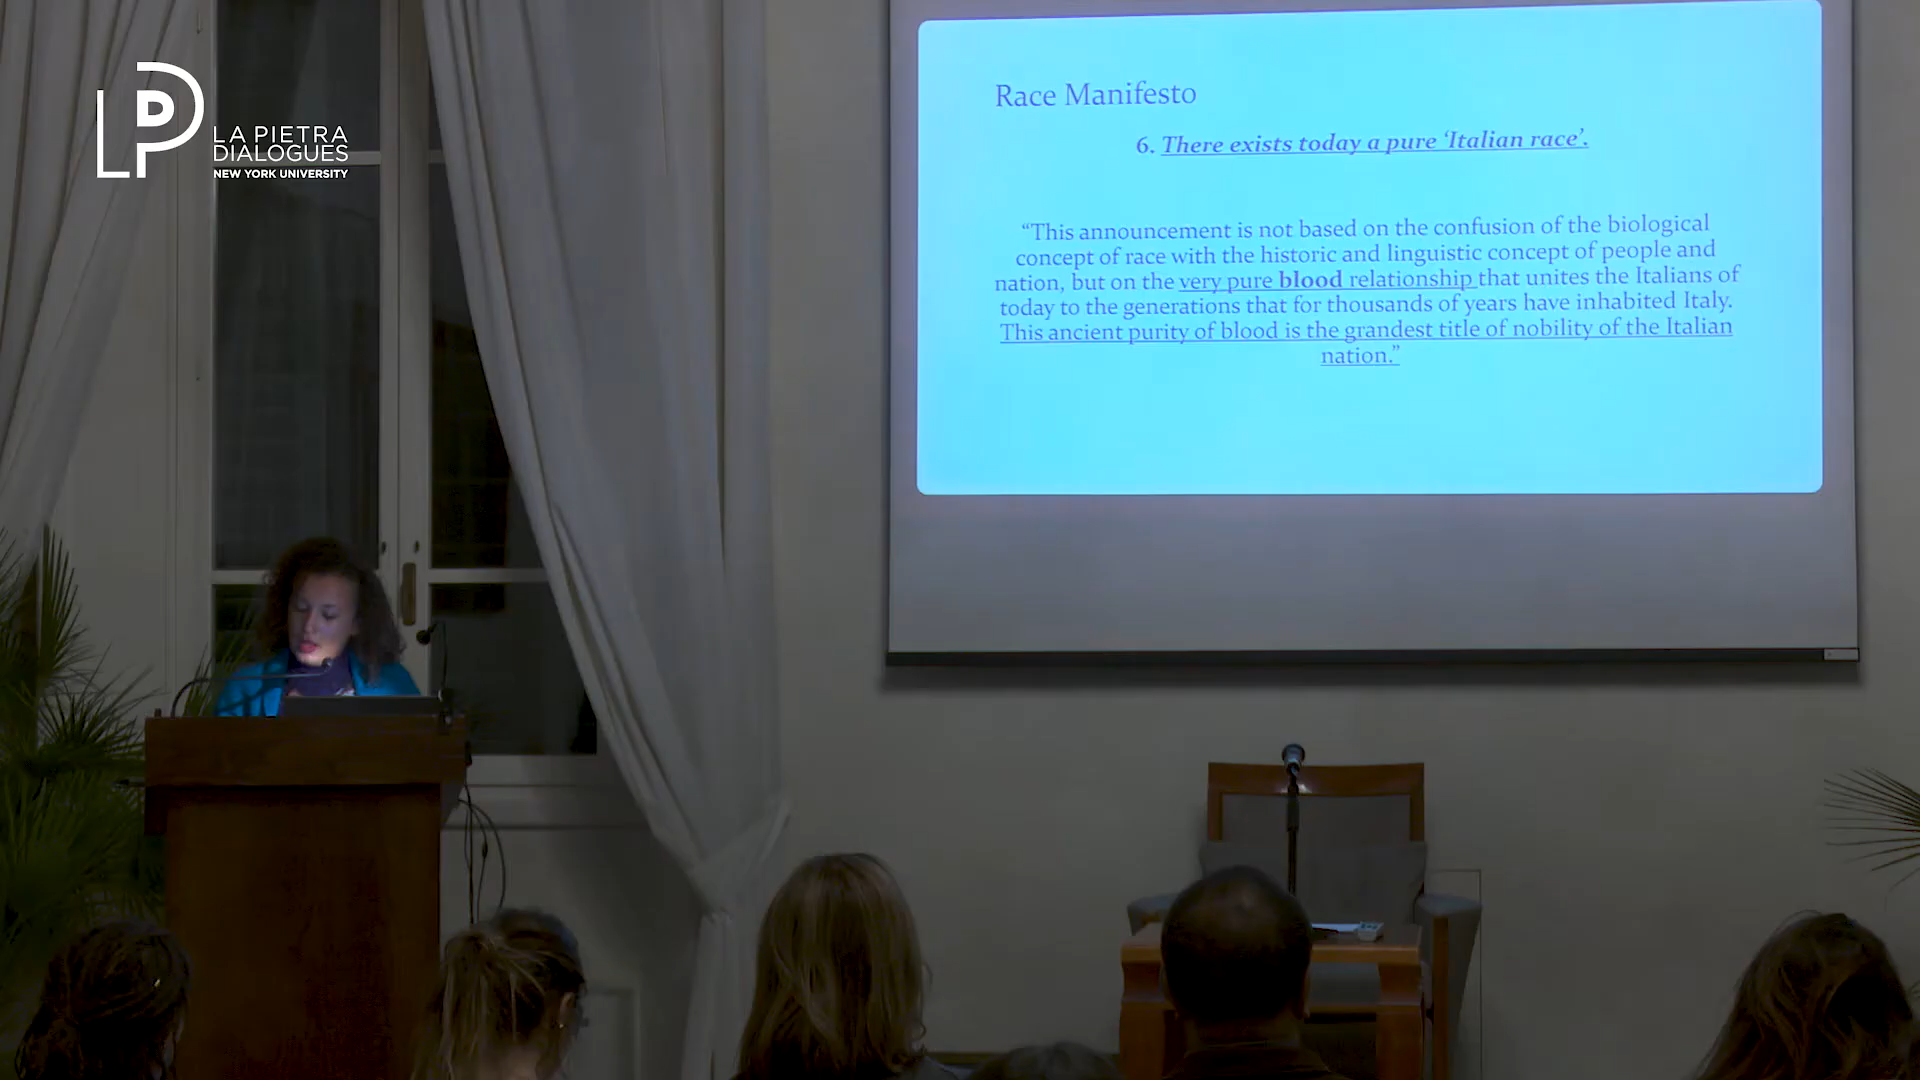 LA PIETRA
DIALOGUES
NEW YORK UNIVERSITY
Race Manifesto
6. There exists today a pure ‘Italian race’.
“This announcement is not based on the confusion of the biological
concept of race with the historic and linguistic concept of people and
nation, but on the very pure blood relationship that unites the Italians of
today to the generations that for thousands of years have inhabited Italy.
This ancient purity of blood is the grandest title of nobility of the Italian
nation.”